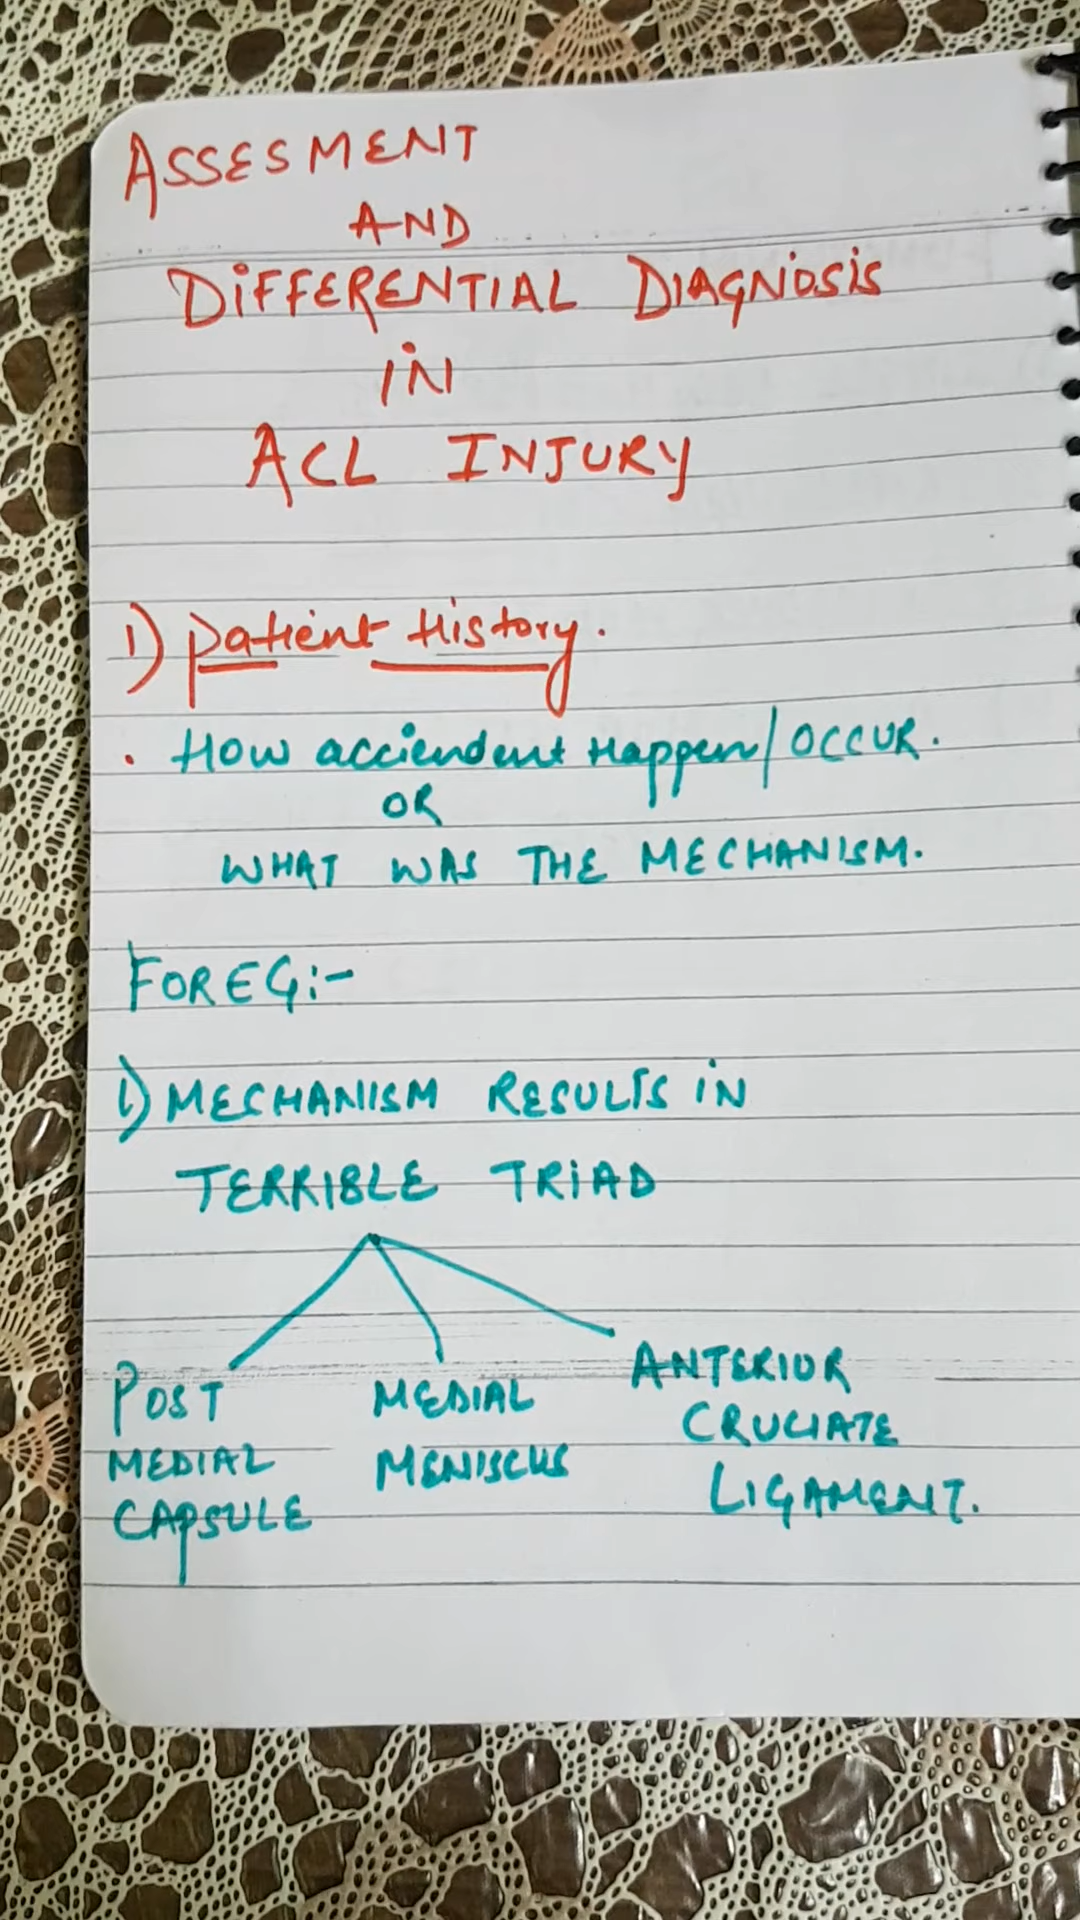 ASSESMENT
AND
DIFFERENTIAL DIAGNOSIS
IN
ACL INJURY
1) Patient History.
. How acciendent Happen/OCCUR.
OR
WHAT WAS THE MECHANISM.
FOREG:-
1) MECHANISM RESULTS IN
TERRIBLE TRIAD
POST MEDIAL ANTERIOR
MEDIAL MENISCUS CRUCIATE
CAPSULE LIGAMENT.